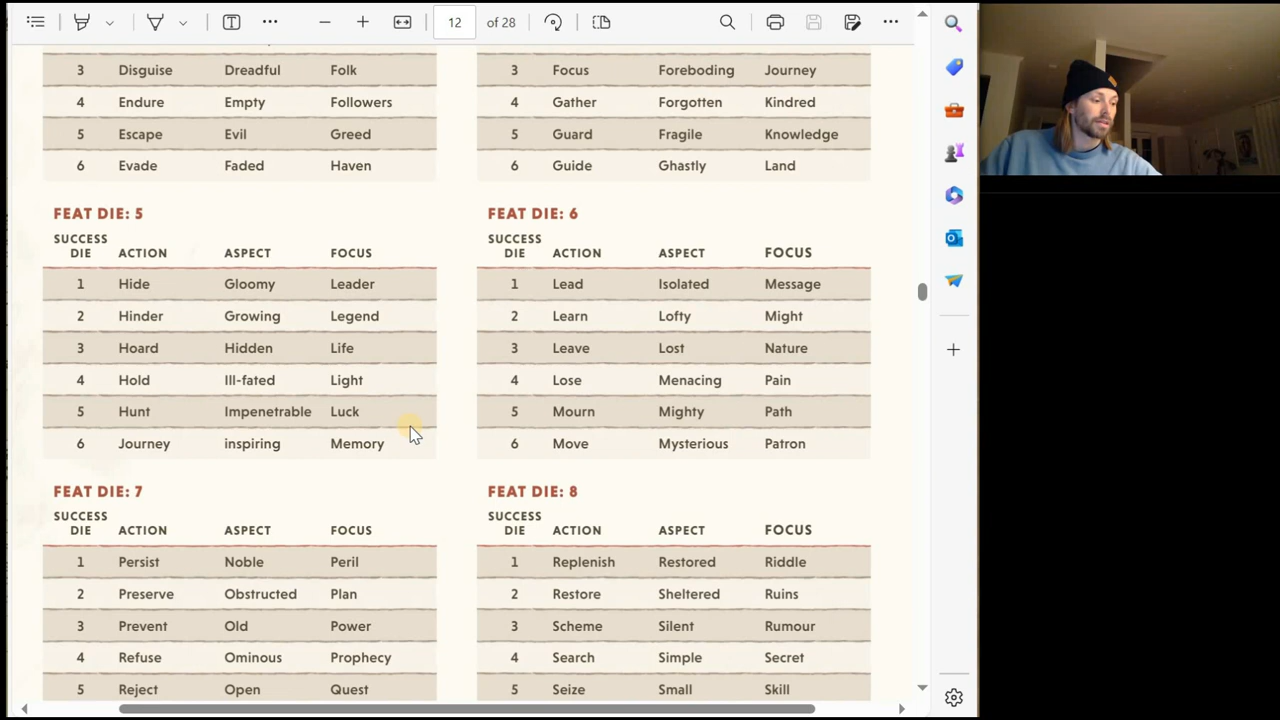 12 of 28
3 Disguise Dreadful Folk
4 Endure Empty Followers
5 Escape Evil Greed
6 Evade Faded Haven
3 Focus Foreboding Journey
4 Gather Forgotten Kindred
5 Guard Fragile Knowledge
6 Guide Ghastly Land
FEAT DIE: 5
SUCCESS
DIE ACTION ASPECT FOCUS
1 Hide Gloomy Leader
2 Hinder Growing Legend
3 Hoard Hidden Life
4 Hold Ill-fated Light
5 Hunt Impenetrable Luck
6 Journey inspiring Memory
FEAT DIE: 6
SUCCESS
DIE ACTION ASPECT FOCUS
1 Lead Isolated Message
2 Learn Lofty Might
3 Leave Lost Nature
4 Lose Menacing Pain
5 Mourn Mighty Path
6 Move Mysterious Patron
FEAT DIE: 7
SUCCESS
DIE ACTION ASPECT FOCUS
1 Persist Noble Peril
2 Preserve Obstructed Plan
3 Prevent Old Power
4 Refuse Ominous Prophecy
5 Reject Open Quest
FEAT DIE: 8
SUCCESS
DIE ACTION ASPECT FOCUS
1 Replenish Restored Riddle
2 Restore Sheltered Ruins
3 Scheme Silent Rumour
4 Search Simple Secret
5 Seize Small Skill